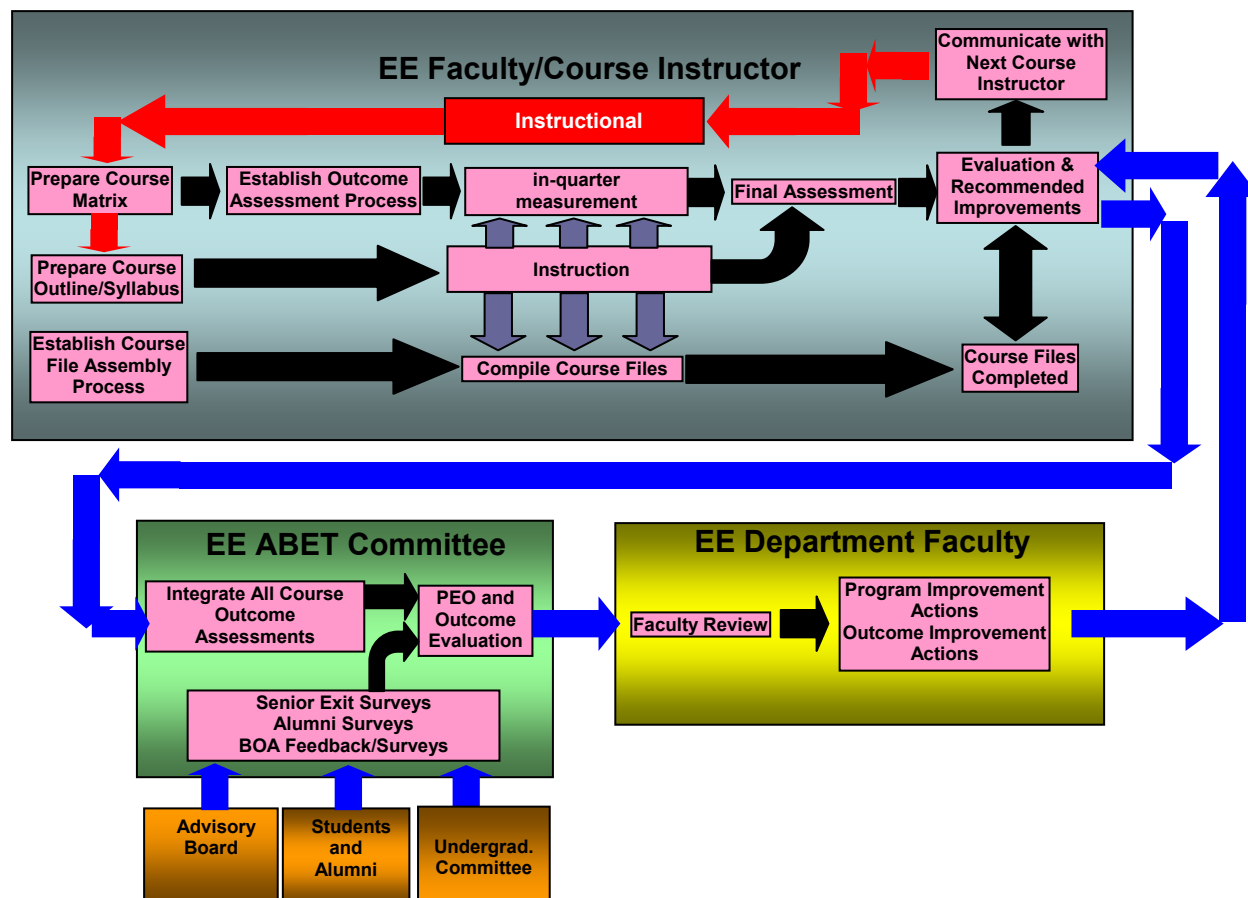 EE Faculty/Course Instructor
Communicate with
Next Course
Instructor
Instructional
Prepare Course
Matrix
Establish Outcome
Assessment Process
in-quarter
measurement
Final Assessment
Evaluation &
Recommended
Improvements
Prepare Course
Outline/Syllabus
Instruction
Establish Course
File Assembly
Process
Compile Course Files
Course Files
Completed
EE ABET Committee
Integrate All Course
Outcome
Assessments
PEO and
Outcome
Evaluation
Senior Exit Surveys
Alumni Surveys
BOA Feedback/Surveys
EE Department Faculty
Faculty Review
Program Improvement
Actions
Outcome Improvement
Actions
Advisory
Board
Students
and
Alumni
Undergrad.
Committee